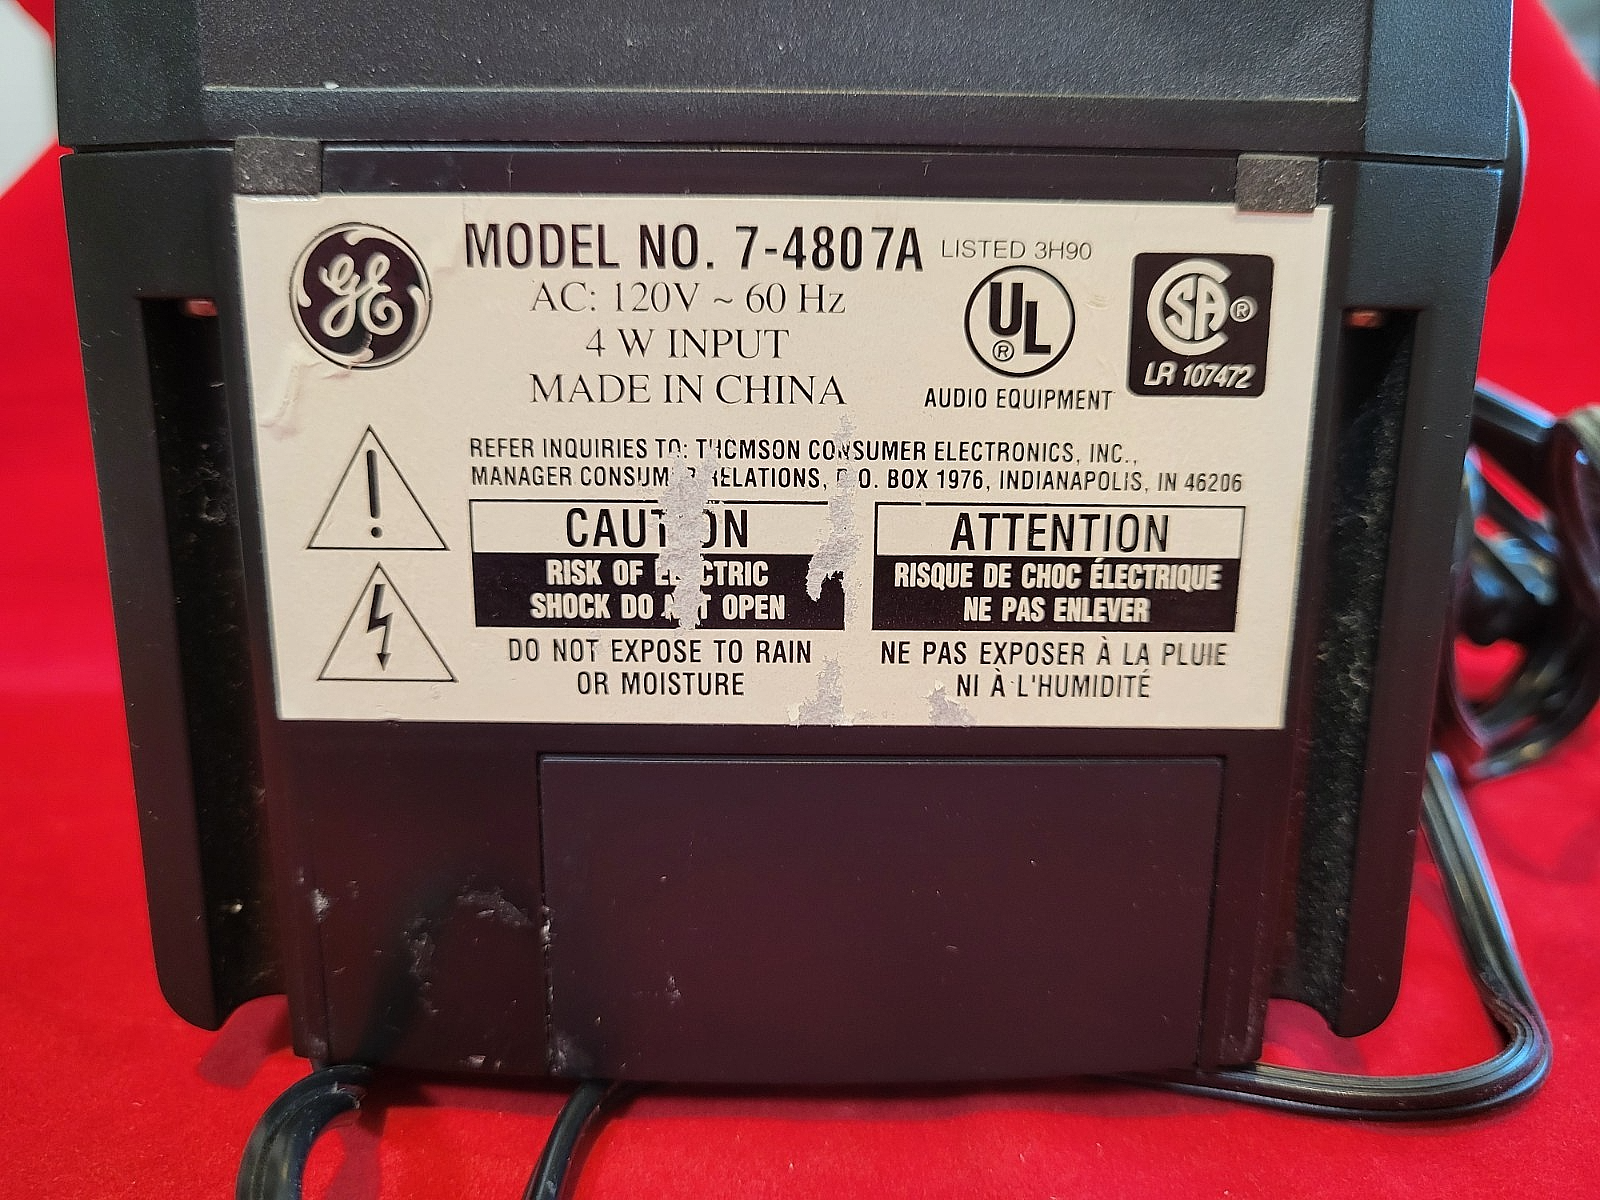 GE
MODEL NO. 7-4807A
LISTED 3H90
AC: 120V ~ 60 Hz
4 W INPUT
MADE IN CHINA
UL ®
AUDIO EQUIPMENT
SA ®
LR 107472
REFER INQUIRIES TO: THOMSON CONSUMER ELECTRONICS, INC.,
MANAGER CONSUMER RELATIONS, P.O. BOX 1976, INDIANAPOLIS, IN 46206
!
CAUTION
RISK OF ELECTRIC
SHOCK DO NOT OPEN
DO NOT EXPOSE TO RAIN
OR MOISTURE
ATTENTION
RISQUE DE CHOC ÉLECTRIQUE
NE PAS ENLEVER
NE PAS EXPOSER À LA PLUIE
NI À L'HUMIDITÉ